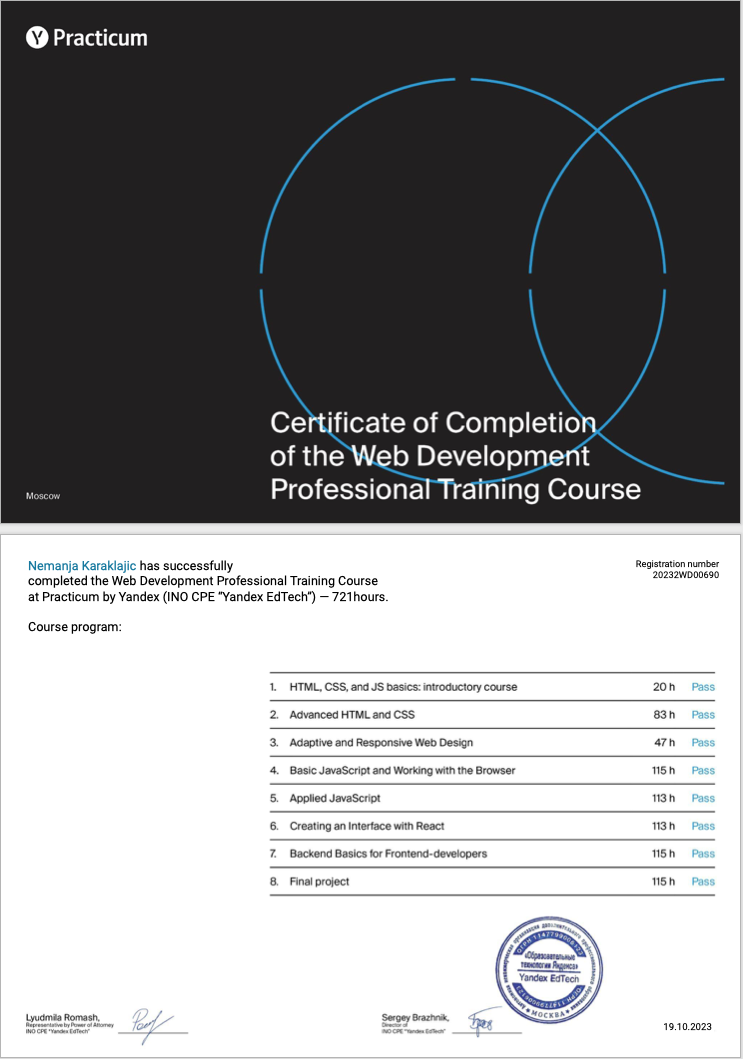 Practicum
Certificate of Completion
of the Web Development
Professional Training Course
Moscow
Nemanja Karaklajic has successfully
completed the Web Development Professional Training Course
at Practicum by Yandex (INO CPE “Yandex EdTech”) — 721hours.
Registration number
20232WD00690
Course program:
1. HTML, CSS, and JS basics: introductory course 20 h Pass
2. Advanced HTML and CSS 83 h Pass
3. Adaptive and Responsive Web Design 47 h Pass
4. Basic JavaScript and Working with the Browser 115 h Pass
5. Applied JavaScript 113 h Pass
6. Creating an Interface with React 113 h Pass
7. Backend Basics for Frontend-developers 115 h Pass
8. Final project 115 h Pass
«Образовательные
технологии Яндекса»
Yandex EdTech
МОСКВА
Lyudmila Romash,
Representative by Power of Attorney
INO CPE “Yandex EdTech”
Sergey Brazhnik,
Director of
INO CPE “Yandex EdTech”
19.10.2023